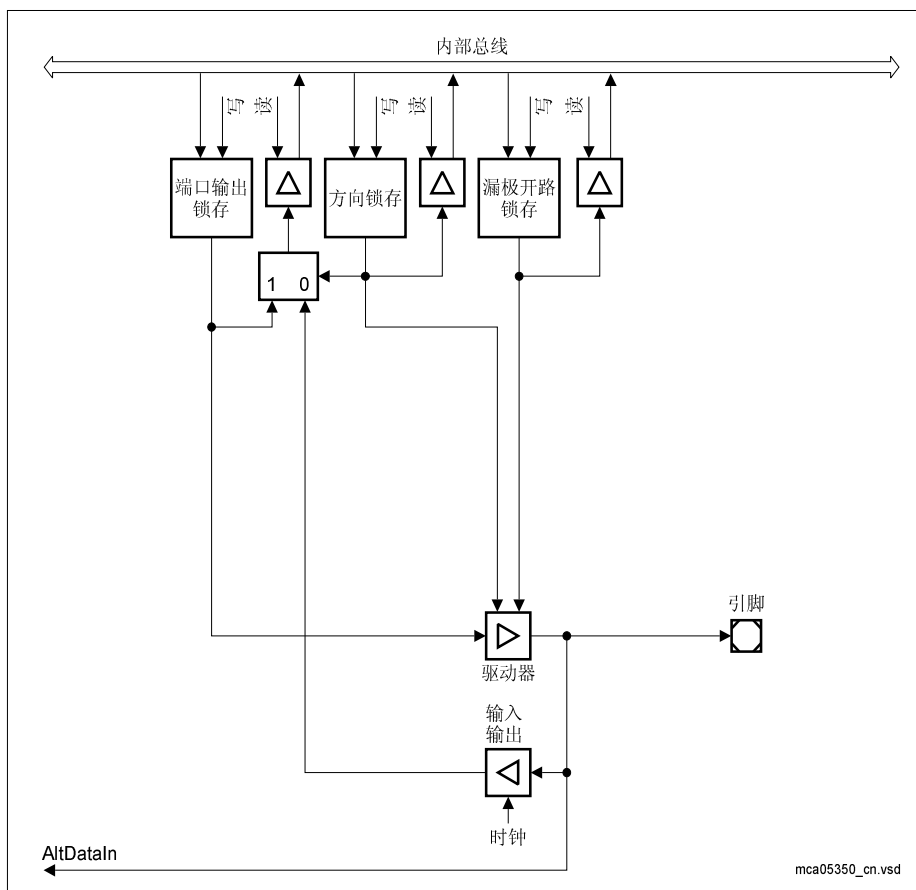 内部总线
写
读
写
读
写
读
端口输出
锁存
方向锁存
漏极开路
锁存
1 0
引脚
驱动器
输入
输出
时钟
AltDataIn
mca05350_cn.vsd